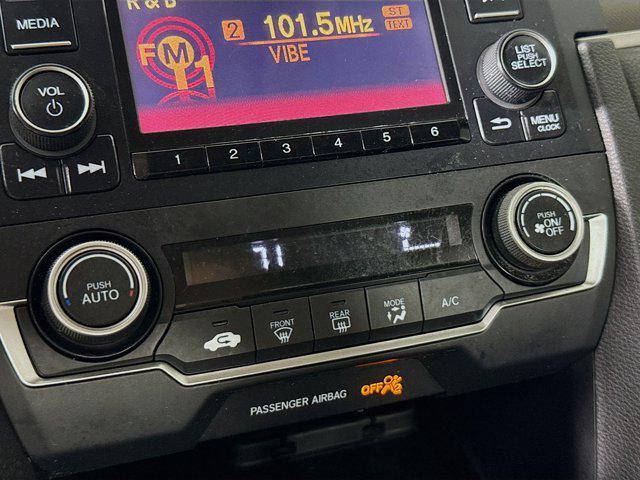 R & B
MEDIA
2 101.5MHz ST
TEXT
VIBE
FM1
LIST
PUSH
SELECT
VOL
MENU
CLOCK
1 2 3 4 5 6
PUSH
ON/OFF
71
PUSH
AUTO
FRONT
REAR
MODE
A/C
PASSENGER AIRBAG OFF